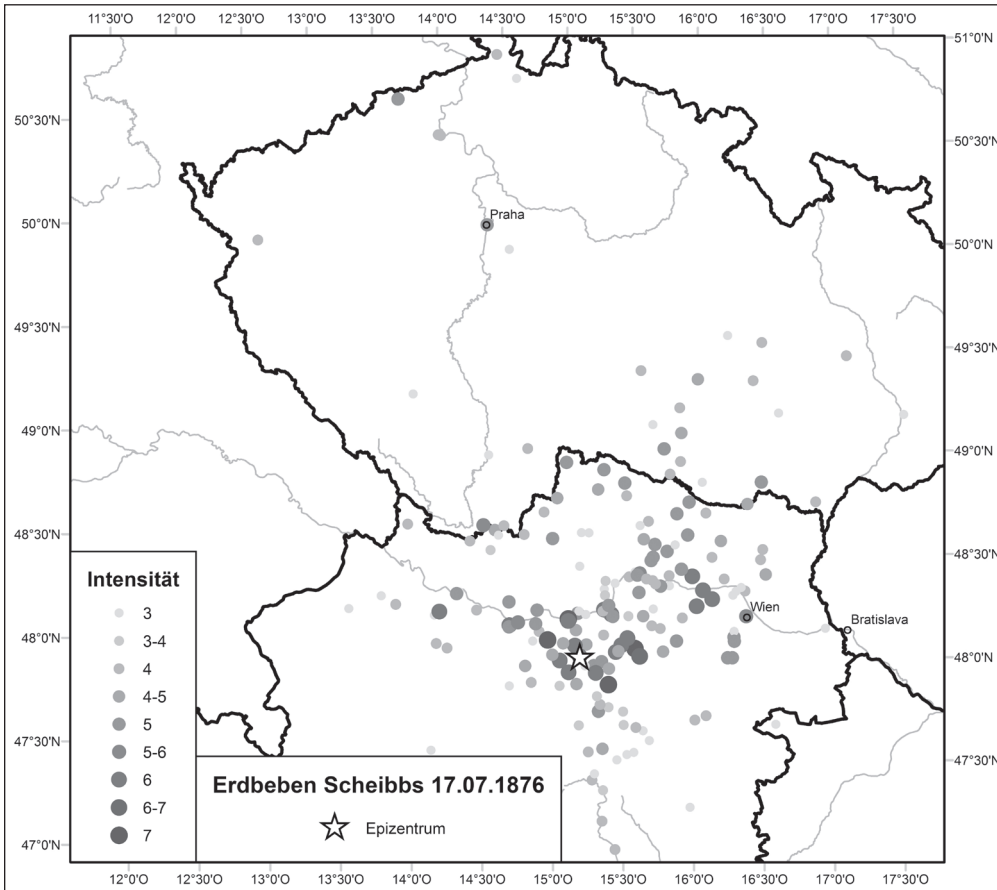 11°30'O 12°0'O 12°30'O 13°0'O 13°30'O 14°0'O 14°30'O 15°0'O 15°30'O 16°0'O 16°30'O 17°0'O 17°30'O
51°0'N
50°30'N
50°30'N
50°0'N
Praha
50°0'N
49°30'N
49°30'N
49°0'N
49°0'N
48°30'N
48°30'N
Intensität
3
Wien
Bratislava
48°0'N
3-4
48°0'N
4
4-5
47°30'N
5
47°30'N
5-6
6
Erdbeben Scheibbs 17.07.1876
6-7
Epizentrum
7
47°0'N
12°0'O 12°30'O 13°0'O 13°30'O 14°0'O 14°30'O 15°0'O 15°30'O 16°0'O 16°30'O 17°0'O